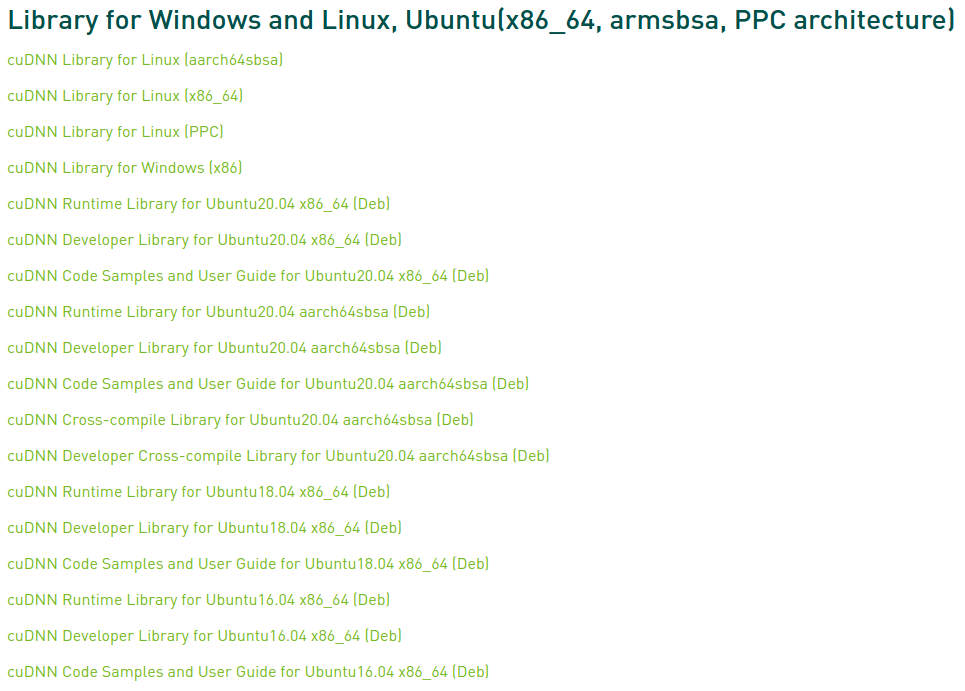 Library for Windows and Linux, Ubuntu(x86_64, armsbsa, PPC architecture)
cuDNN Library for Linux (aarch64sbsa)
cuDNN Library for Linux (x86_64)
cuDNN Library for Linux (PPC)
cuDNN Library for Windows (x86)
cuDNN Runtime Library for Ubuntu20.04 x86_64 (Deb)
cuDNN Developer Library for Ubuntu20.04 x86_64 (Deb)
cuDNN Code Samples and User Guide for Ubuntu20.04 x86_64 (Deb)
cuDNN Runtime Library for Ubuntu20.04 aarch64sbsa (Deb)
cuDNN Developer Library for Ubuntu20.04 aarch64sbsa (Deb)
cuDNN Code Samples and User Guide for Ubuntu20.04 aarch64sbsa (Deb)
cuDNN Cross-compile Library for Ubuntu20.04 aarch64sbsa (Deb)
cuDNN Developer Cross-compile Library for Ubuntu20.04 aarch64sbsa (Deb)
cuDNN Runtime Library for Ubuntu18.04 x86_64 (Deb)
cuDNN Developer Library for Ubuntu18.04 x86_64 (Deb)
cuDNN Code Samples and User Guide for Ubuntu18.04 x86_64 (Deb)
cuDNN Runtime Library for Ubuntu16.04 x86_64 (Deb)
cuDNN Developer Library for Ubuntu16.04 x86_64 (Deb)
cuDNN Code Samples and User Guide for Ubuntu16.04 x86_64 (Deb)